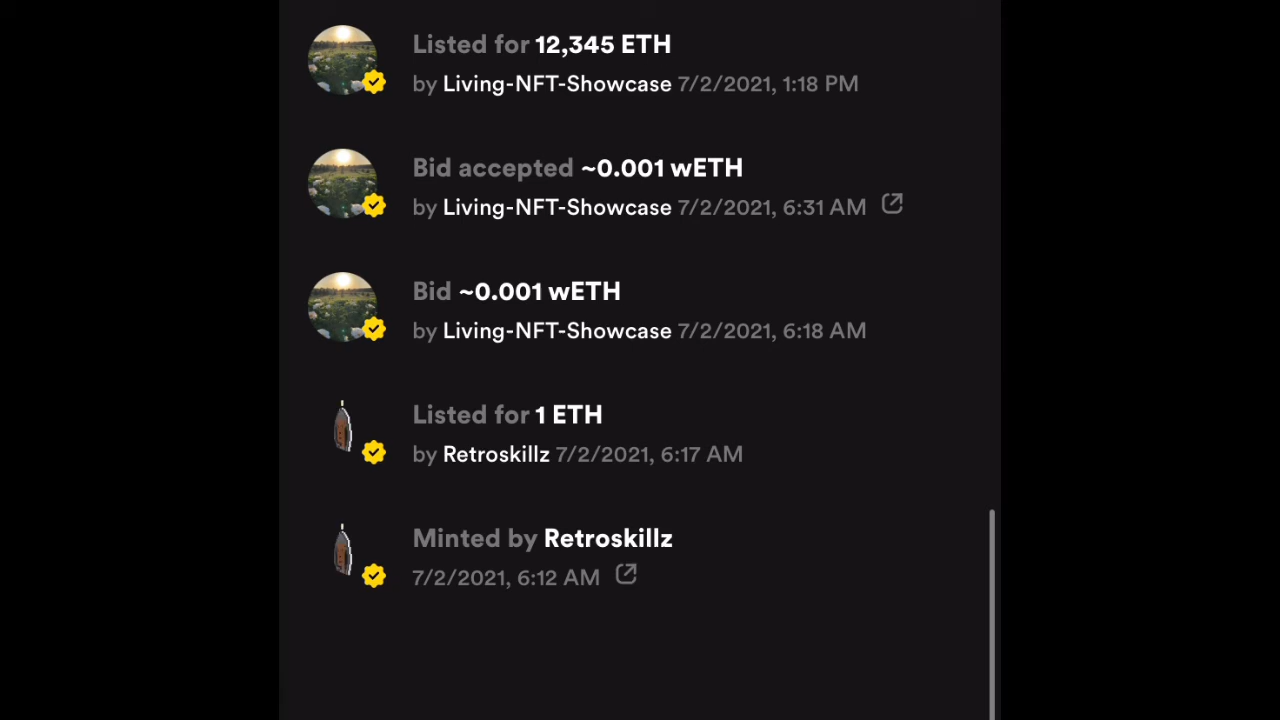 Listed for 12,345 ETH
by Living-NFT-Showcase 7/2/2021, 1:18 PM
Bid accepted ~0.001 wETH
by Living-NFT-Showcase 7/2/2021, 6:31 AM
Bid ~0.001 wETH
by Living-NFT-Showcase 7/2/2021, 6:18 AM
Listed for 1 ETH
by Retroskillz 7/2/2021, 6:17 AM
Minted by Retroskillz
7/2/2021, 6:12 AM